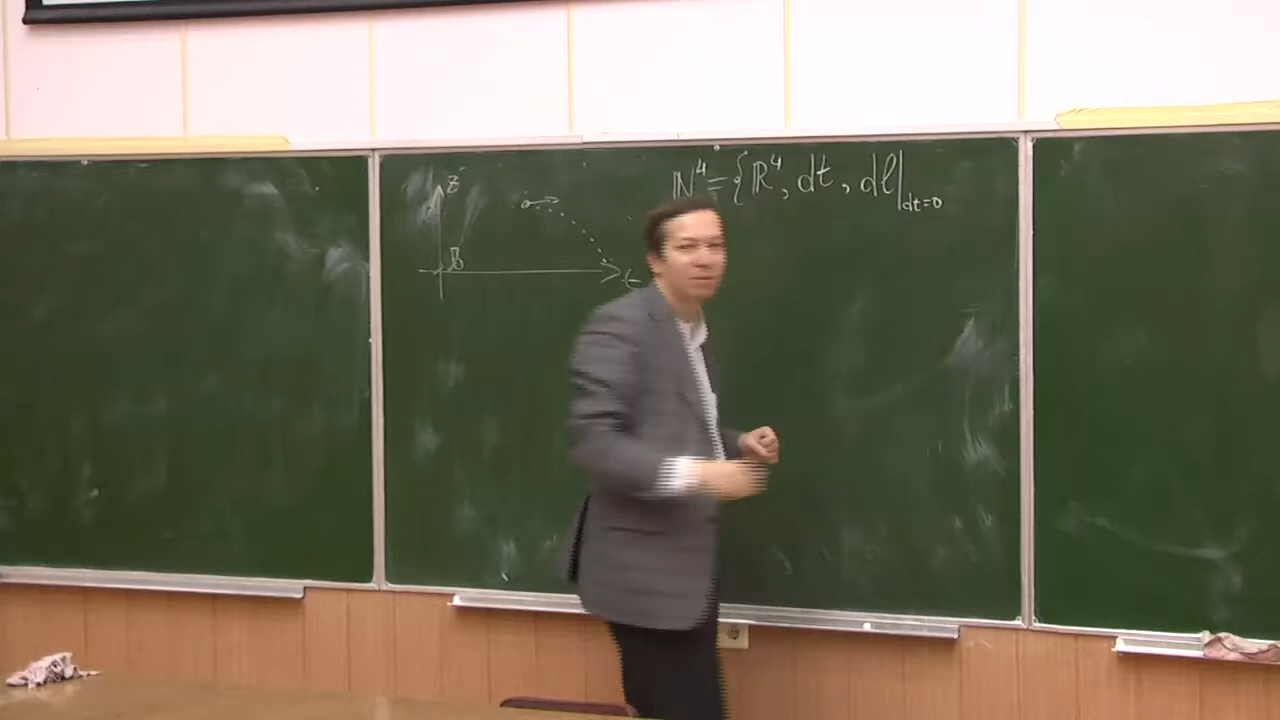 ℕ⁴={ℝ⁴, dt, dl|_{dt=0}
z
t